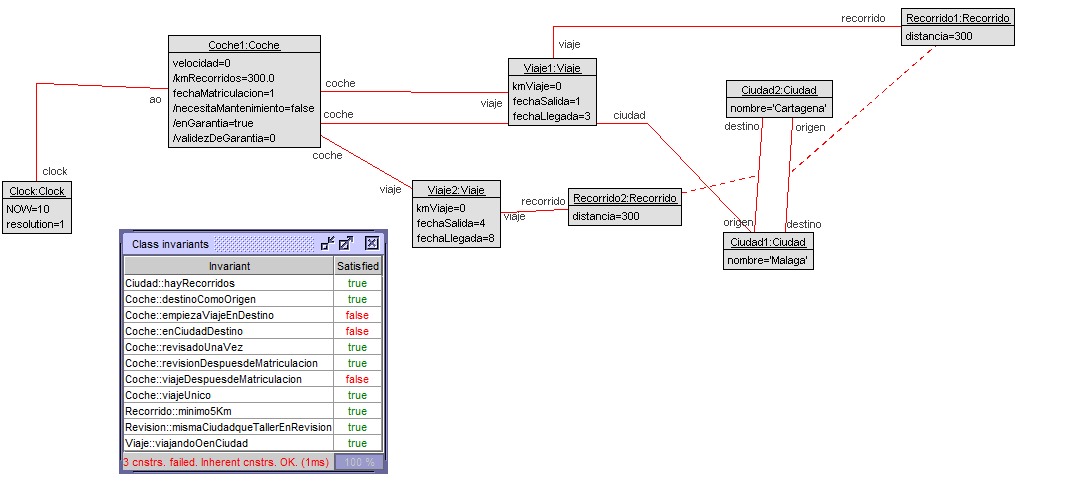 recorrido
Recorrido1:Recorrido
distancia=300
Coche1:Coche
velocidad=0
/kmRecorridos=300.0
fechaMatriculacion=1
/necesitaMantenimiento=false
/enGarantia=true
/validezDeGarantia=0
viaje
Viaje1:Viaje
kmViaje=0
fechaSalida=1
fechaLlegada=3
coche
viaje
coche
ciudad
ao
coche
clock
Clock:Clock
NOW=10
resolution=1
Ciudad2:Ciudad
nombre='Cartagena'
destino
origen
viaje
Viaje2:Viaje
kmViaje=0
fechaSalida=4
fechaLlegada=8
recorrido
viaje
Recorrido2:Recorrido
distancia=300
origen
destino
Ciudad1:Ciudad
nombre='Malaga'
Class invariants
Invariant Satisfied
Ciudad::hayRecorridos true
Coche::destinoComoOrigen true
Coche::empiezaViajeEnDestino false
Coche::enCiudadDestino false
Coche::revisadoUnaVez true
Coche::revisionDespuesdeMatriculacion true
Coche::viajeDespuesdeMatriculacion false
Coche::viajeUnico true
Recorrido::minimo5Km true
Revision::mismaCiudadqueTallerEnRevision true
Viaje::viajandoOenCiudad true
3 cnstrs. failed. Inherent cnstrs. OK. (1ms) 100 %